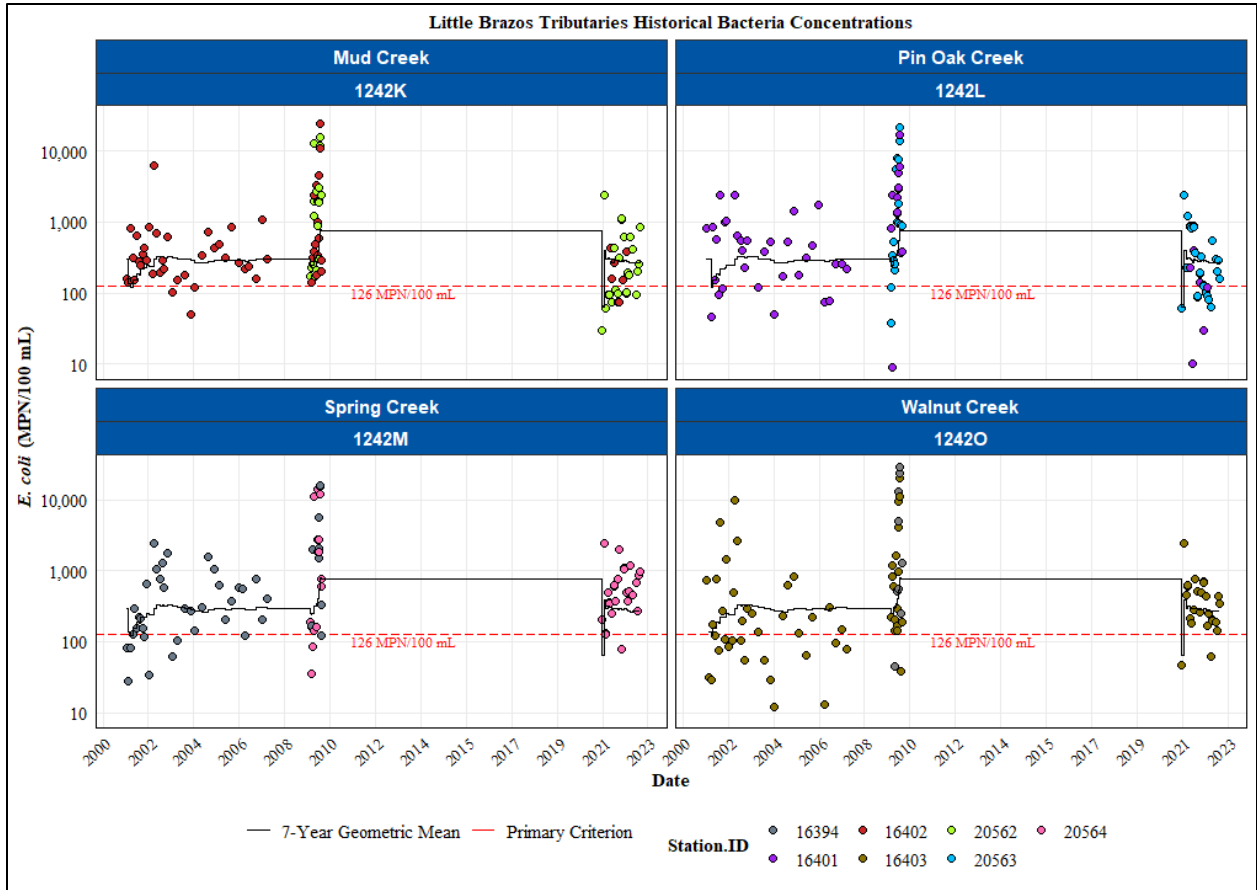 Little Brazos Tributaries Historical Bacteria Concentrations
Mud Creek
1242K
Pin Oak Creek
1242L
10,000
1,000
100
10
126 MPN/100 mL
126 MPN/100 mL
Spring Creek
1242M
Walnut Creek
1242O
10,000
1,000
100
10
126 MPN/100 mL
126 MPN/100 mL
E. coli (MPN/100 mL)
2000 2002 2004 2006 2008 2010 2012 2014 2015 2017 2019 2021 2023
2000 2002 2004 2006 2008 2010 2012 2014 2015 2017 2019 2021 2023
Date
7-Year Geometric Mean Primary Criterion
Station.ID
16394 16402 20562 20564
16401 16403 20563